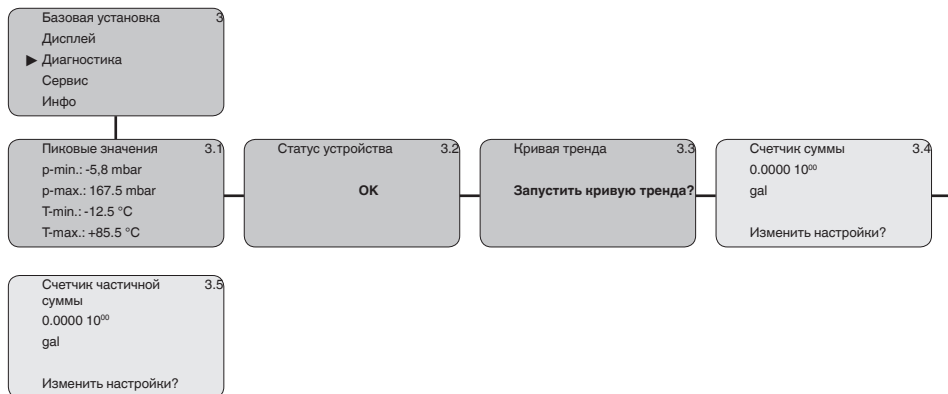 Базовая установка 3
Дисплей
▶ Диагностика
Сервис
Инфо
Пиковые значения 3.1
p-min.: -5,8 mbar
p-max.: 167.5 mbar
T-min.: -12.5 °C
T-max.: +85.5 °C
Статус устройства 3.2
OK
Кривая тренда 3.3
Запустить кривую тренда?
Счетчик суммы 3.4
0.0000 10⁰⁰
gal
Изменить настройки?
Счетчик частичной 3.5
суммы
0.0000 10⁰⁰
gal
Изменить настройки?